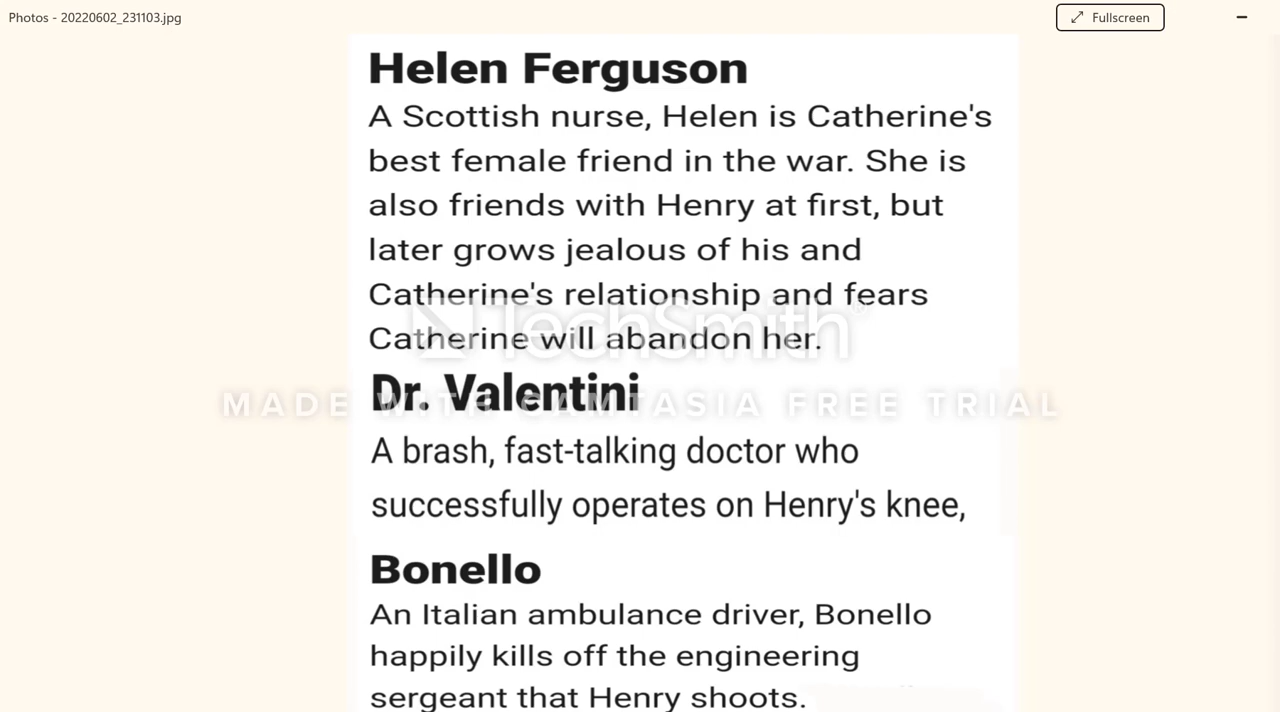 Photos - 20220602_231103.jpg
Fullscreen
Helen Ferguson
A Scottish nurse, Helen is Catherine's
best female friend in the war. She is
also friends with Henry at first, but
later grows jealous of his and
Catherine's relationship and fears
Catherine will abandon her.
TechSmith®
Dr. Valentini
MADE WITH CAMTASIA FREE TRIAL
A brash, fast-talking doctor who
successfully operates on Henry's knee,
Bonello
An Italian ambulance driver, Bonello
happily kills off the engineering
sergeant that Henry shoots.